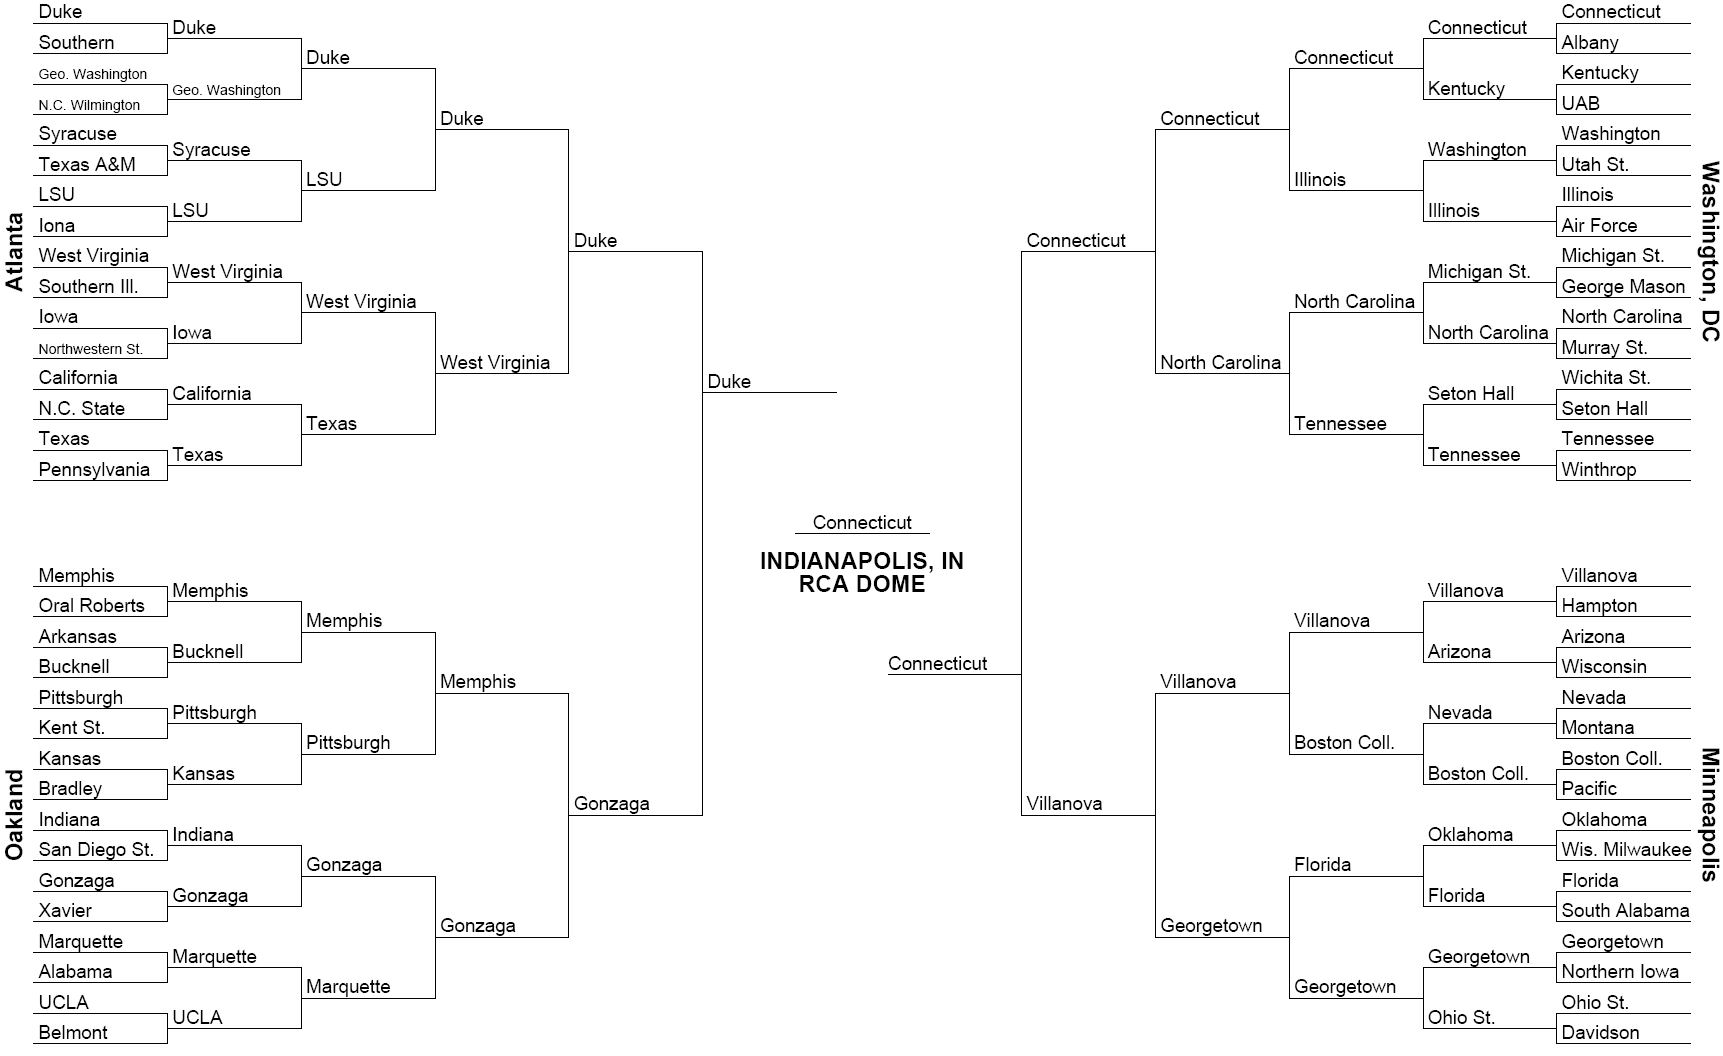 Duke
Southern
Geo. Washington
N.C. Wilmington
Syracuse
Texas A&M
LSU
Iona
West Virginia
Southern Ill.
Iowa
Northwestern St.
California
N.C. State
Texas
Pennsylvania
Duke
Geo. Washington
Syracuse
LSU
West Virginia
Iowa
California
Texas
Duke
LSU
West Virginia
Texas
Duke
West Virginia
Duke
Atlanta
Memphis
Oral Roberts
Arkansas
Bucknell
Pittsburgh
Kent St.
Kansas
Bradley
Indiana
San Diego St.
Gonzaga
Xavier
Marquette
Alabama
UCLA
Belmont
Memphis
Bucknell
Pittsburgh
Kansas
Indiana
Gonzaga
Marquette
UCLA
Memphis
Pittsburgh
Gonzaga
Marquette
Memphis
Gonzaga
Gonzaga
Oakland
Duke
Connecticut
INDIANAPOLIS, IN
RCA DOME
Connecticut
Connecticut
Albany
Kentucky
UAB
Washington
Utah St.
Illinois
Air Force
Michigan St.
George Mason
North Carolina
Murray St.
Wichita St.
Seton Hall
Tennessee
Winthrop
Connecticut
Kentucky
Washington
Illinois
Michigan St.
North Carolina
Seton Hall
Tennessee
Connecticut
Illinois
North Carolina
Tennessee
Connecticut
North Carolina
Connecticut
Washington, DC
Villanova
Hampton
Arizona
Wisconsin
Nevada
Montana
Boston Coll.
Pacific
Oklahoma
Wis. Milwaukee
Florida
South Alabama
Georgetown
Northern Iowa
Ohio St.
Davidson
Villanova
Arizona
Nevada
Boston Coll.
Oklahoma
Florida
Georgetown
Ohio St.
Villanova
Boston Coll.
Florida
Georgetown
Villanova
Georgetown
Villanova
Minneapolis